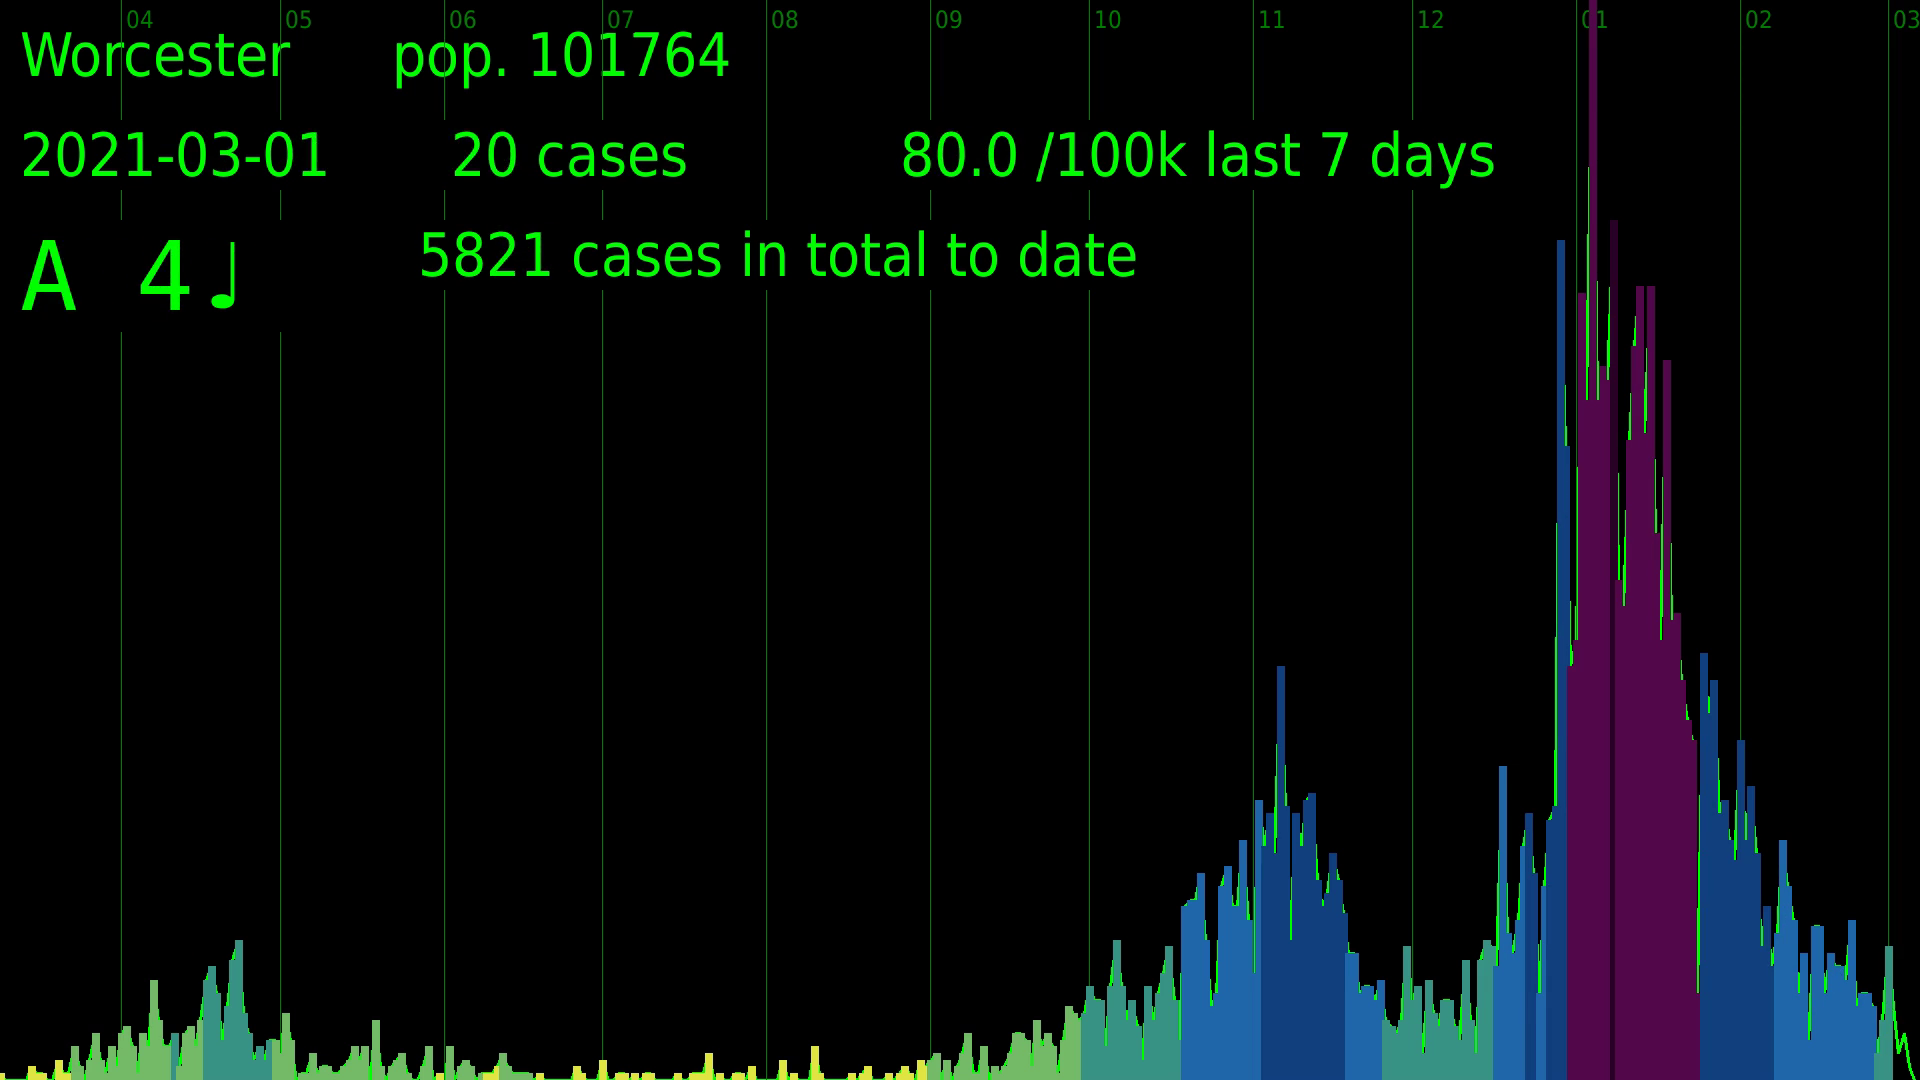 04 05 06 07 08 09 10 11 12 01 02 03
Worcester pop. 101764
2021-03-01 20 cases 80.0 /100k last 7 days
A 4♩ 5821 cases in total to date